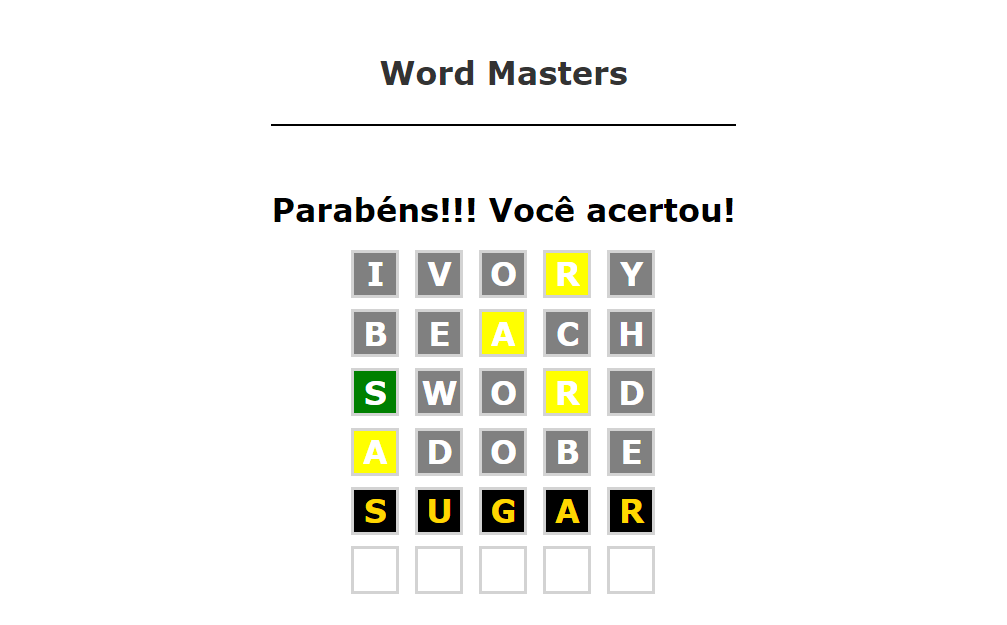 Word Masters
Parabéns!!! Você acertou!
I V O R Y
B E A C H
S W O R D
A D O B E
S U G A R